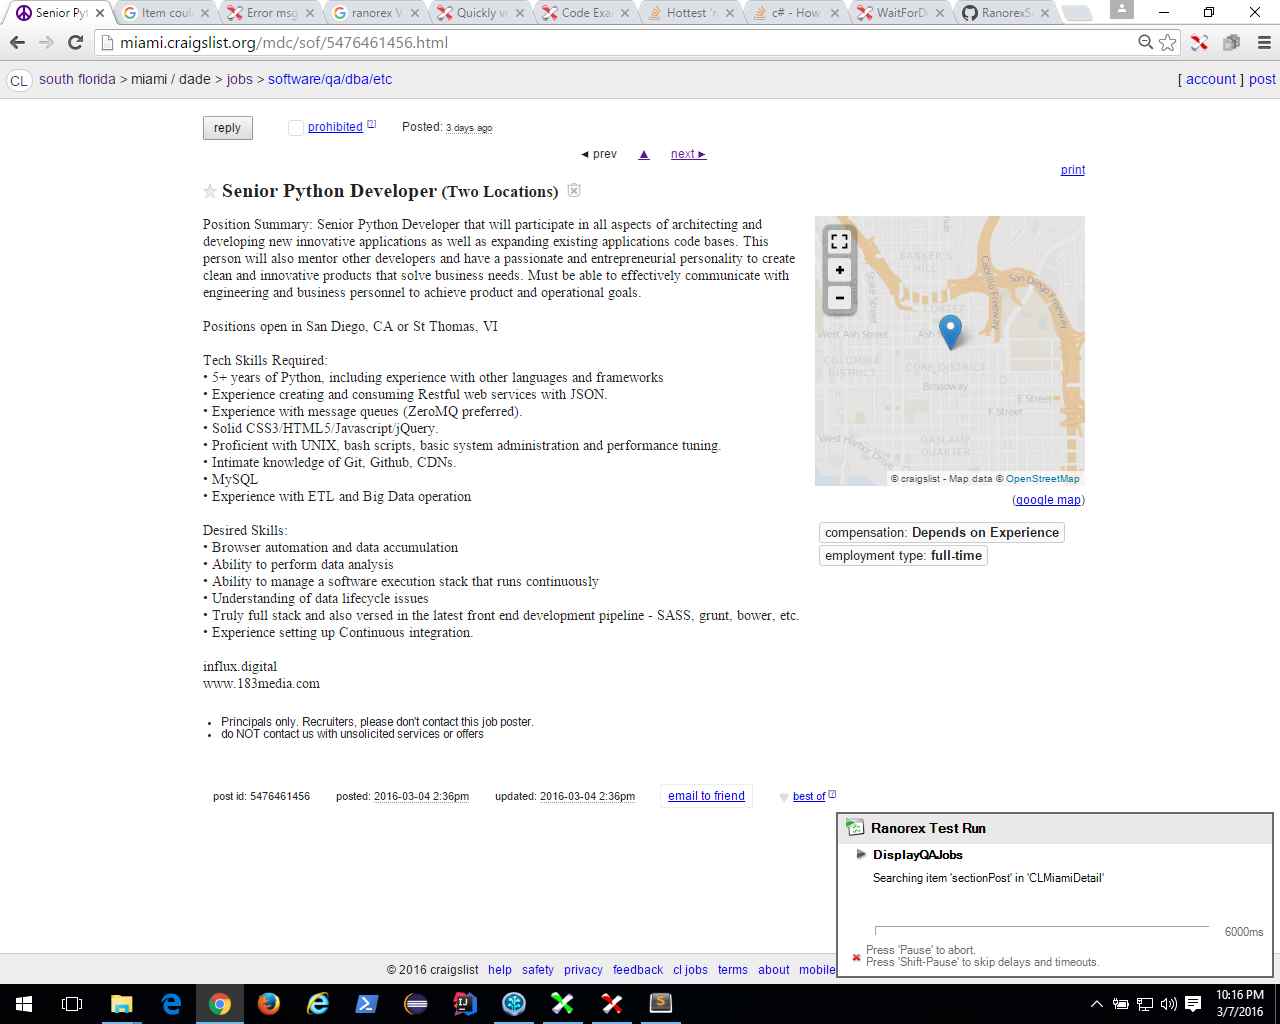 Senior Pyt
Item coul
Error msg
ranorex V
Quickly w
Code Exa
Hottest 'r
c# - How
WaitForD
RanorexS
miami.craigslist.org/mdc/sof/5476461456.html
CL south florida > miami / dade > jobs > software/qa/dba/etc
[ account ] post
reply
prohibited [?]
Posted: 3 days ago
◄ prev ▲ next ►
print
Senior Python Developer (Two Locations)
Position Summary: Senior Python Developer that will participate in all aspects of architecting and
developing new innovative applications as well as expanding existing applications code bases. This
person will also mentor other developers and have a passionate and entrepreneurial personality to create
clean and innovative products that solve business needs. Must be able to effectively communicate with
engineering and business personnel to achieve product and operational goals.
Positions open in San Diego, CA or St Thomas, VI
Tech Skills Required:
• 5+ years of Python, including experience with other languages and frameworks
• Experience creating and consuming Restful web services with JSON.
• Experience with message queues (ZeroMQ preferred).
• Solid CSS3/HTML5/Javascript/jQuery.
• Proficient with UNIX, bash scripts, basic system administration and performance tuning.
• Intimate knowledge of Git, Github, CDNs.
• MySQL
• Experience with ETL and Big Data operation
Desired Skills:
• Browser automation and data accumulation
• Ability to perform data analysis
• Ability to manage a software execution stack that runs continuously
• Understanding of data lifecycle issues
• Truly full stack and also versed in the latest front end development pipeline - SASS, grunt, bower, etc.
• Experience setting up Continuous integration.
influx.digital
www.183media.com
• Principals only. Recruiters, please don't contact this job poster.
• do NOT contact us with unsolicited services or offers
+
−
BANKER'S
HILL
State Street
Cabrillo Freeway
San Diego Freeway
CORTEZ
West Ash Street
Ash
COLUMBIA
DISTRICT
CORE DISTRICT
Broadway
E Street
F Street
West Harbor Drive
GASLAMP
QUARTER
© craigslist - Map data © OpenStreetMap
(google map)
compensation: Depends on Experience
employment type: full-time
post id: 5476461456
posted: 2016-03-04 2:36pm
updated: 2016-03-04 2:36pm
email to friend
best of [?]
Ranorex Test Run
DisplayQAJobs
Searching item 'sectionPost' in 'CLMiamiDetail'
6000ms
Press 'Pause' to abort.
Press 'Shift-Pause' to skip delays and timeouts.
© 2016 craigslist help safety privacy feedback cl jobs terms about mobile
10:16 PM
3/7/2016